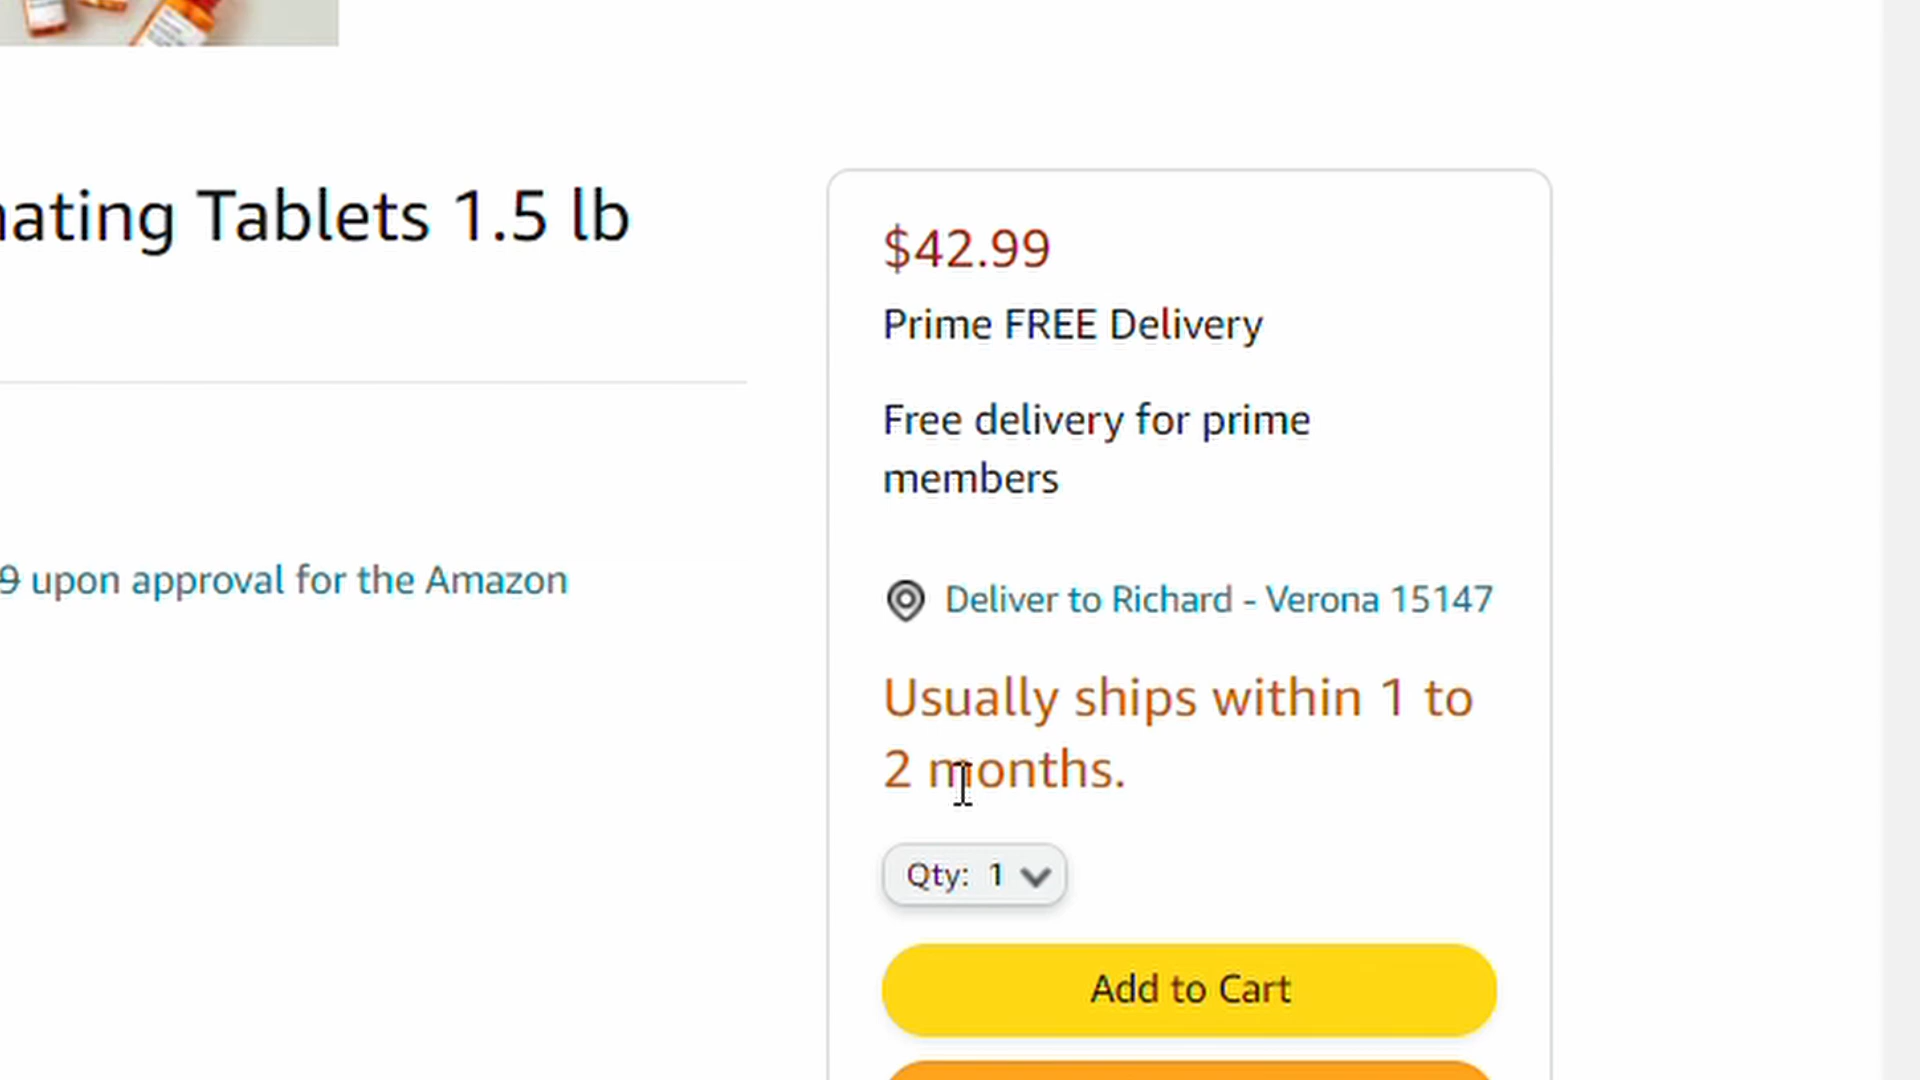 nating Tablets 1.5 lb
$42.99
Prime FREE Delivery
Free delivery for prime
members
9 upon approval for the Amazon
Deliver to Richard - Verona 15147
Usually ships within 1 to
2 months.
Qty: 1
Add to Cart